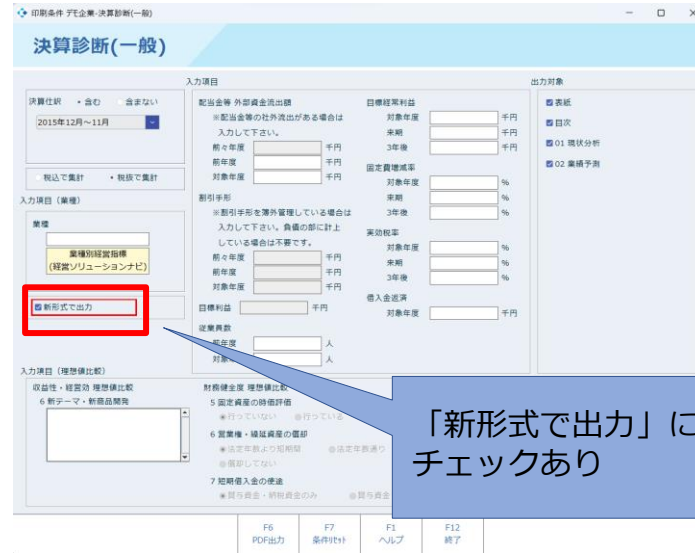 印刷条件 デモ企業-決算診断(一般)
決算診断(一般)
入力項目
出力対象
決算仕訳 ・含む 含まない
2015年12月～11月
税込で集計 ・税抜で集計
入力項目（業種）
業種
業種別経営指標
(経営ソリューションナビ)
新形式で出力
配当金等 外部資金流出額
※配当金等の社外流出がある場合は
入力して下さい。
前々年度 千円
前年度 千円
対象年度 千円
割引手形
※割引手形を簿外管理している場合は
入力して下さい。負債の部に計上
している場合は不要です。
前々年度 千円
前年度 千円
対象年度 千円
目標利益 千円
従業員数
前年度 人
対象年度 人
目標経常利益
対象年度 千円
来期 千円
3年後 千円
固定費増減率
対象年度 %
来期 %
3年後 %
実効税率
対象年度 %
来期 %
3年後 %
借入金返済
対象年度 千円
表紙
目次
01 現状分析
02 業績予測
入力項目（理想値比較）
収益性・経営効 理想値比較
6 新テーマ・新商品開発
財務健全度 理想値比較
5 固定資産の時価評価
行っていない 行っている
6 営業権・繰延資産の償却
法定年数より短期間 法定年数通り
償却してない
7 短期借入金の使途
賞与資金・納税資金のみ 賞与資金
「新形式で出力」に
チェックあり
F6 F7 F1 F12
PDF出力 条件ﾘｾｯﾄ ヘルプ 終了